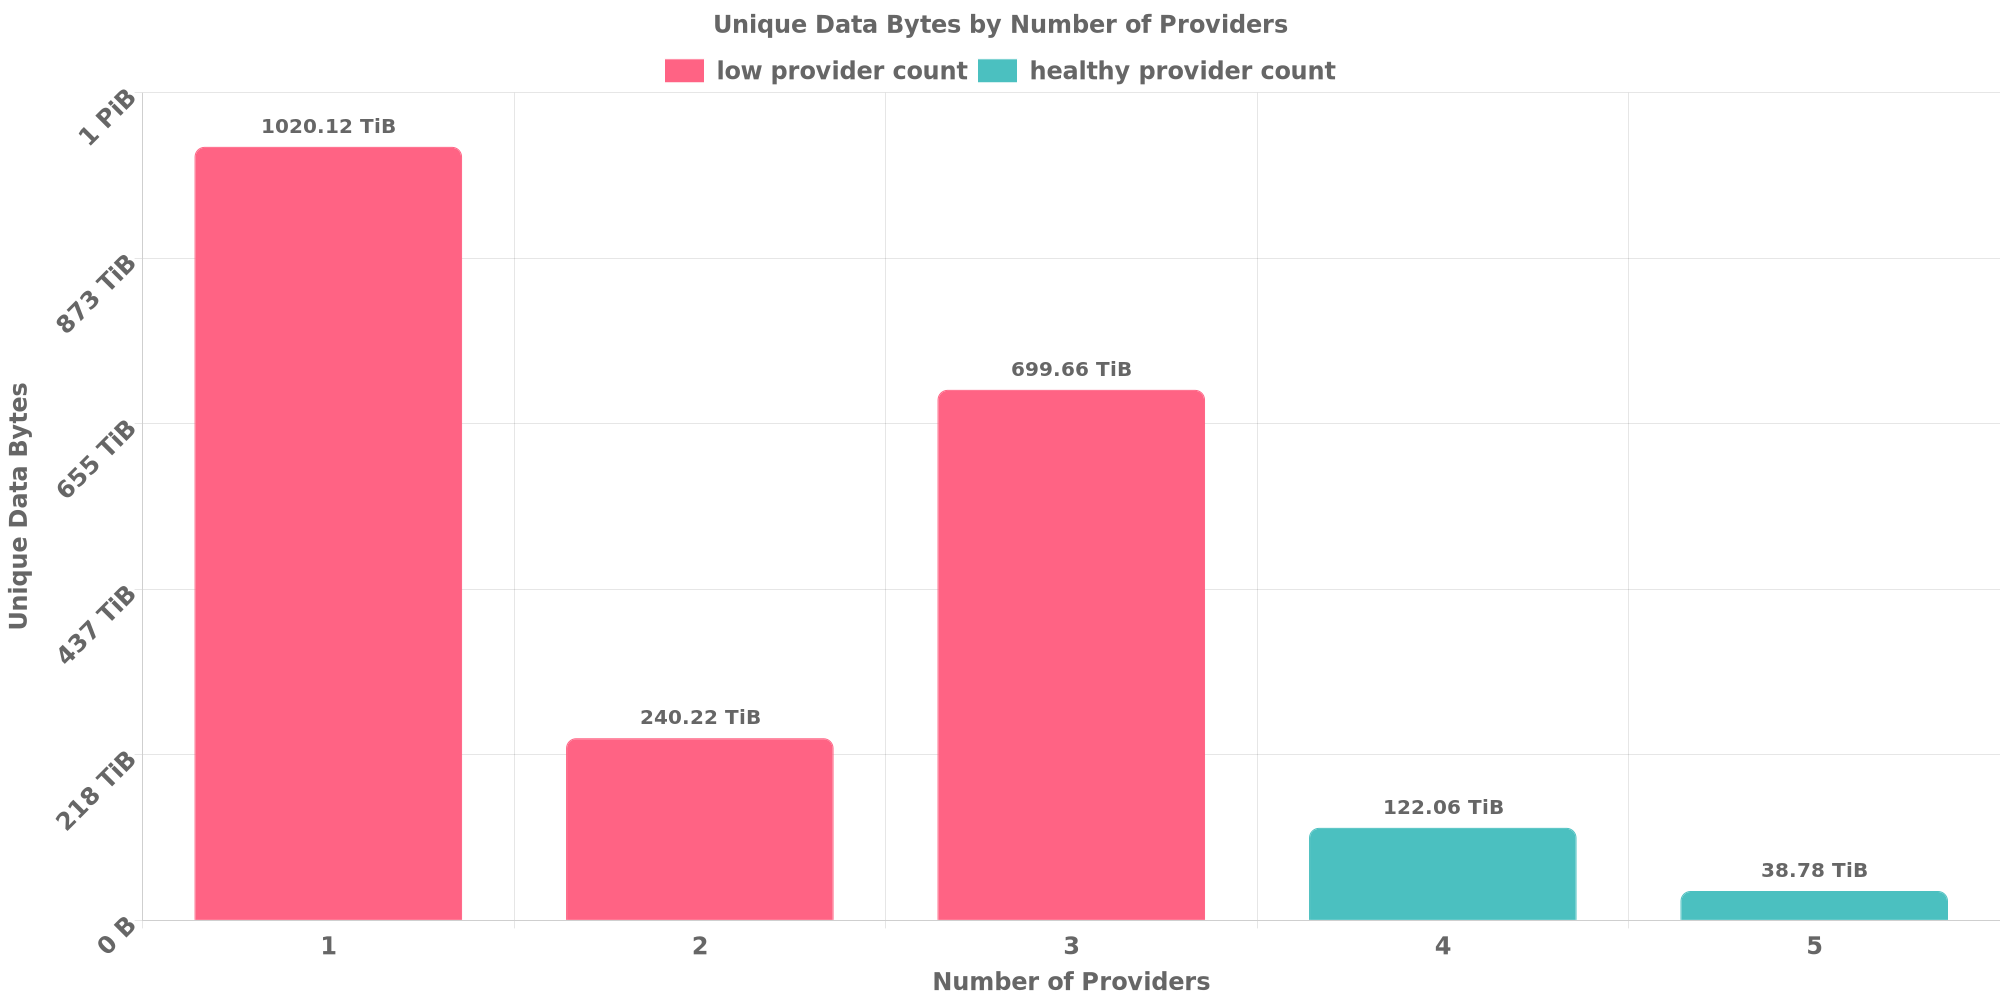 Unique Data Bytes by Number of Providers
low provider count healthy provider count
1 PiB
873 TiB
655 TiB
437 TiB
218 TiB
0 B
Unique Data Bytes
1020.12 TiB
240.22 TiB
699.66 TiB
122.06 TiB
38.78 TiB
1 2 3 4 5
Number of Providers